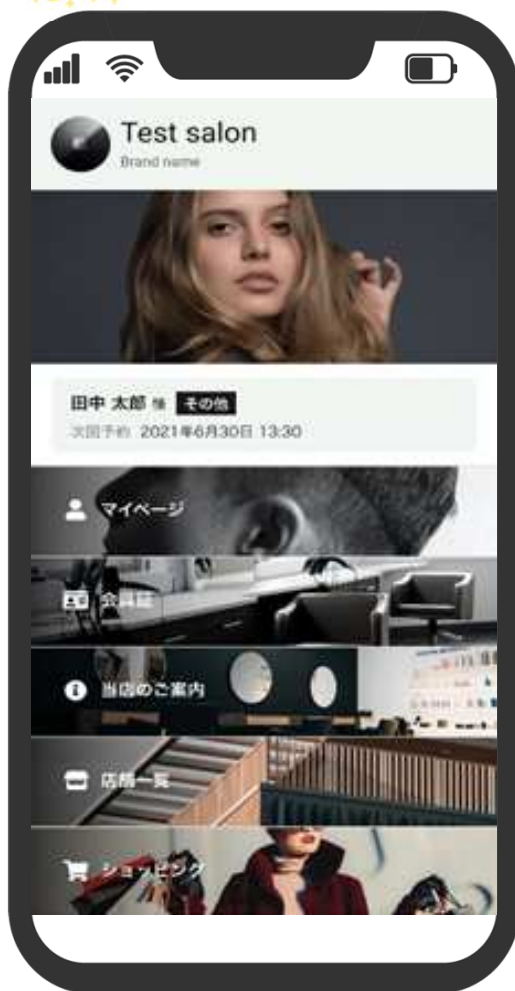 Test salon
Brand name
田中 太郎 様 その他
次回予約 2021年6月30日 13:30
マイページ
会員証
当店のご案内
店舗一覧
ショッピング